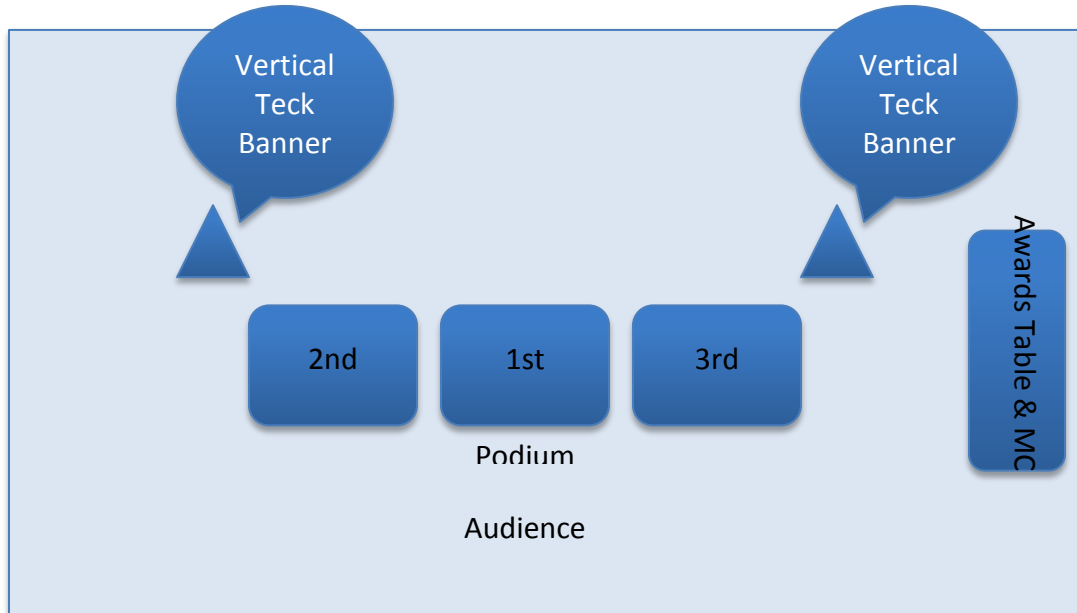 Vertical
Teck
Banner
Vertical
Teck
Banner
2nd
1st
3rd
Awards Table & MC
Podium
Audience